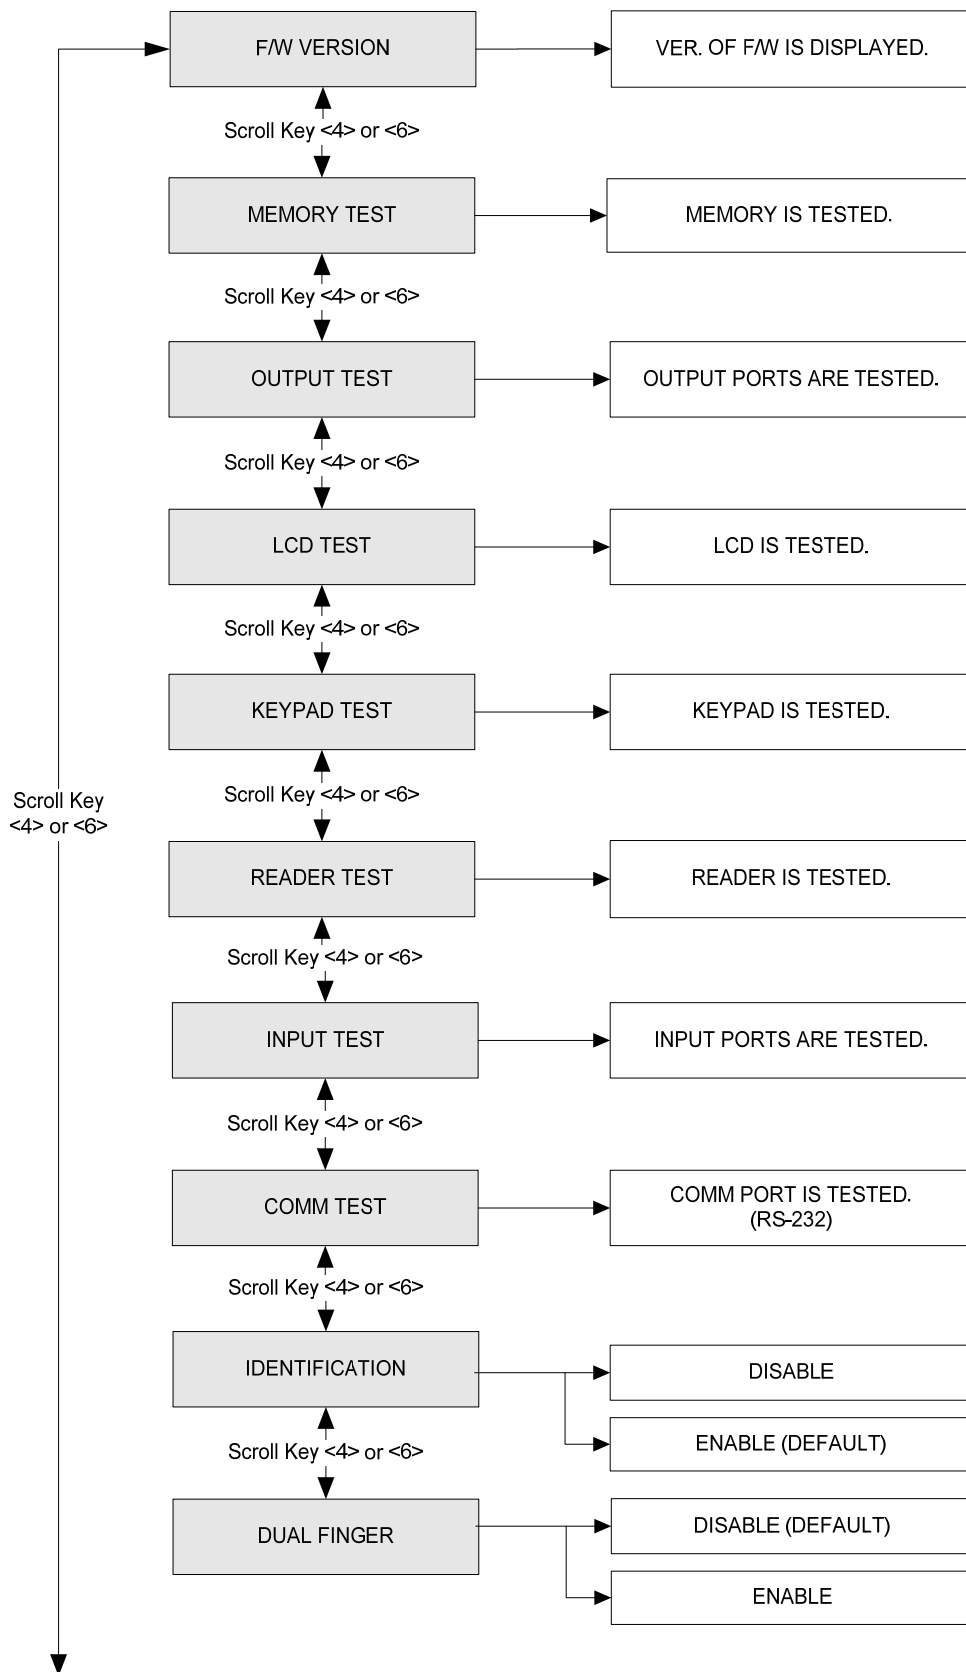 F/W VERSION
VER. OF F/W IS DISPLAYED.
Scroll Key <4> or <6>
MEMORY TEST
MEMORY IS TESTED.
Scroll Key <4> or <6>
OUTPUT TEST
OUTPUT PORTS ARE TESTED.
Scroll Key <4> or <6>
LCD TEST
LCD IS TESTED.
Scroll Key <4> or <6>
KEYPAD TEST
KEYPAD IS TESTED.
Scroll Key
<4> or <6>
Scroll Key <4> or <6>
READER TEST
READER IS TESTED.
Scroll Key <4> or <6>
INPUT TEST
INPUT PORTS ARE TESTED.
Scroll Key <4> or <6>
COMM TEST
COMM PORT IS TESTED.
(RS-232)
Scroll Key <4> or <6>
IDENTIFICATION
DISABLE
ENABLE (DEFAULT)
Scroll Key <4> or <6>
DUAL FINGER
DISABLE (DEFAULT)
ENABLE